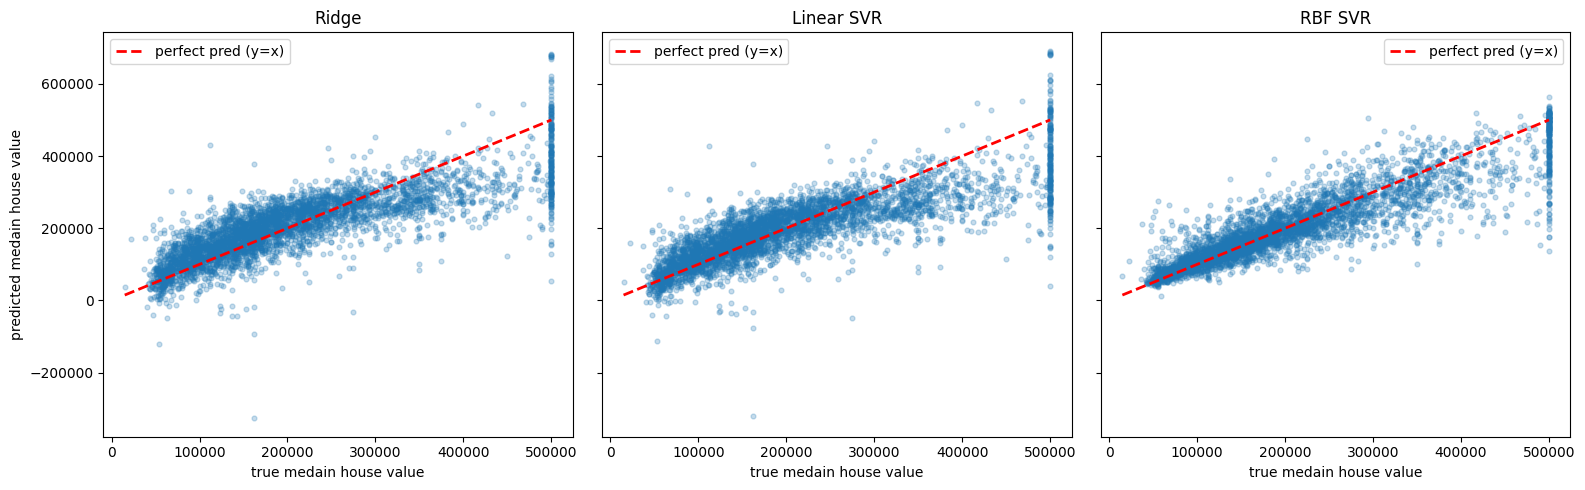 Ridge
Linear SVR
RBF SVR
perfect pred (y=x)
perfect pred (y=x)
perfect pred (y=x)
predicted medain house value
600000
400000
200000
0
−200000
0 100000 200000 300000 400000 500000
0 100000 200000 300000 400000 500000
0 100000 200000 300000 400000 500000
true medain house value
true medain house value
true medain house value